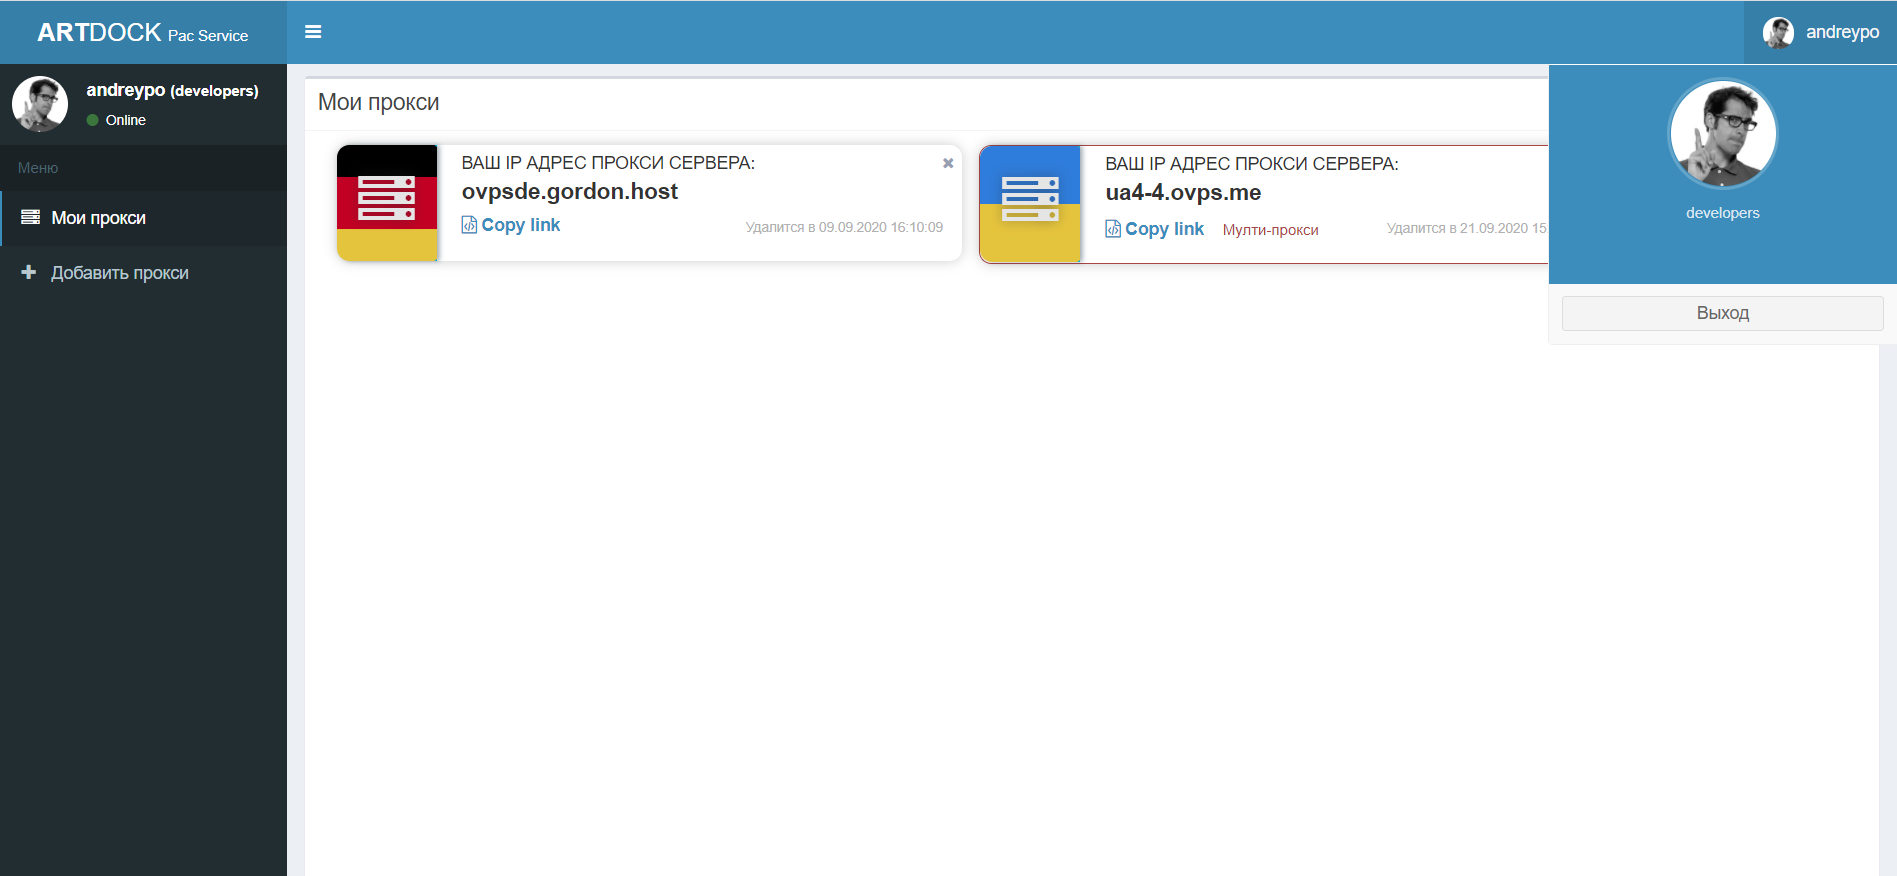 ARTDOCK Pac Service
andreypo
andreypo (developers)
Online
Меню
Мои прокси
Добавить прокси
Мои прокси
ВАШ IP АДРЕС ПРОКСИ СЕРВЕРА:
ovpsde.gordon.host
Copy link
Удалится в 09.09.2020 16:10:09
ВАШ IP АДРЕС ПРОКСИ СЕРВЕРА:
ua4-4.ovps.me
Copy link Мулти-прокси
Удалится в 21.09.2020 15:
developers
Выход